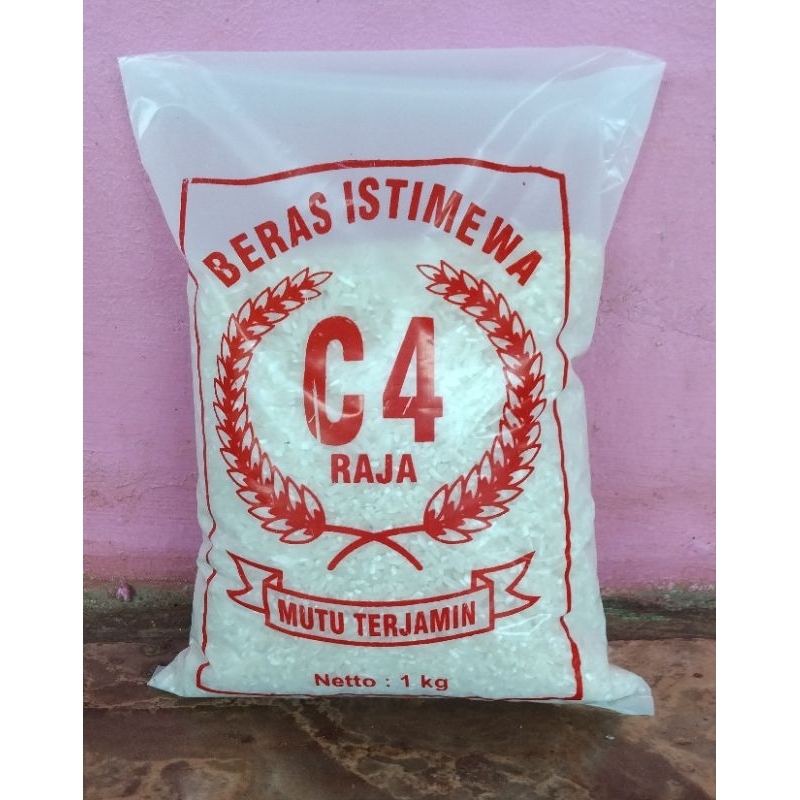 BERAS ISTIMEWA
C4
RAJA
MUTU TERJAMIN
Netto : 1 kg